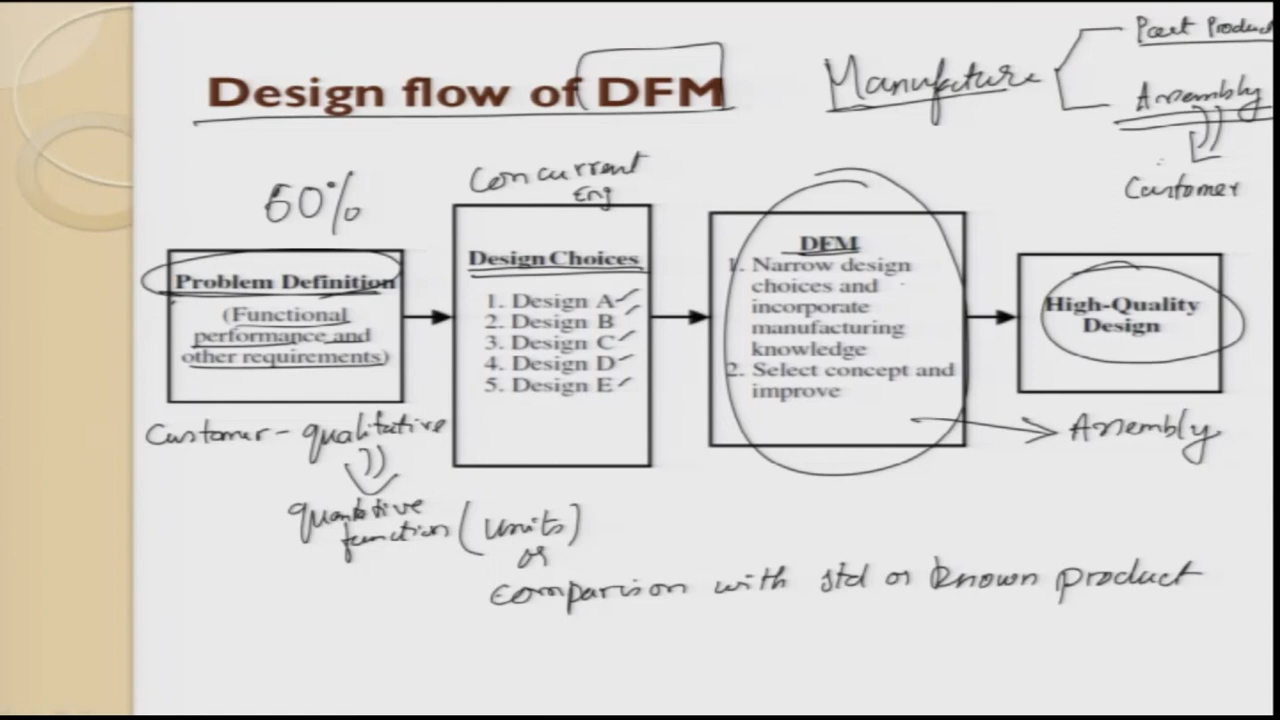 Design flow of DFM
Manufacture
Part Product
Assembly
Customer
60%
Concurrent
Eng
Problem Definition
(Functional
performance and
other requirements)
Design Choices
1. Design A
2. Design B
3. Design C
4. Design D
5. Design E
DFM
1. Narrow design
choices and
incorporate
manufacturing
knowledge
2. Select concept and
improve
High-Quality
Design
Assembly
Customer - qualitative
quantitive
function (units)
or
comparison with std or known product